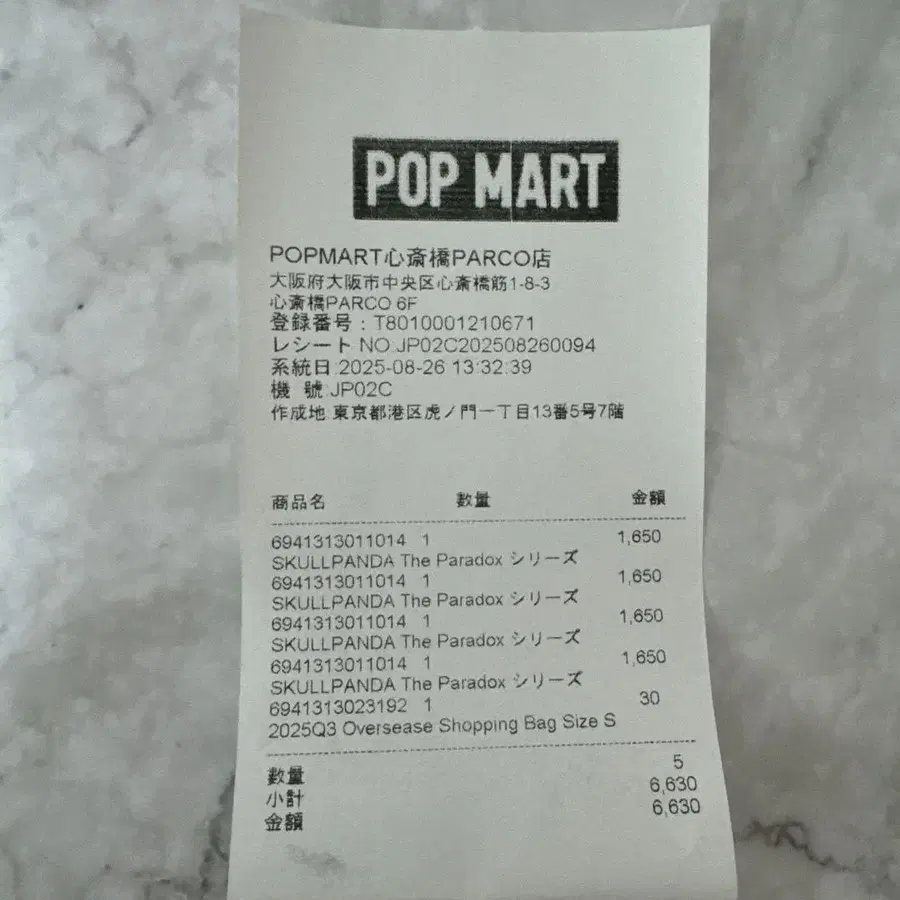 POP MART
POPMART心斎橋PARCO店
大阪府大阪市中央区心斎橋筋1-8-3
心斎橋PARCO 6F
登録番号：T8010001210671
レシート NO:JP02C202508260094
系統日:2025-08-26 13:32:39
機 號:JP02C
作成地:東京都港区虎ノ門一丁目13番5号7階
商品名 数量 金額
6941313011014 1 1,650
SKULLPANDA The Paradox シリーズ
6941313011014 1 1,650
SKULLPANDA The Paradox シリーズ
6941313011014 1 1,650
SKULLPANDA The Paradox シリーズ
6941313011014 1 1,650
SKULLPANDA The Paradox シリーズ
6941313023192 1 30
2025Q3 Oversease Shopping Bag Size S
数量 5
小計 6,630
金額 6,630